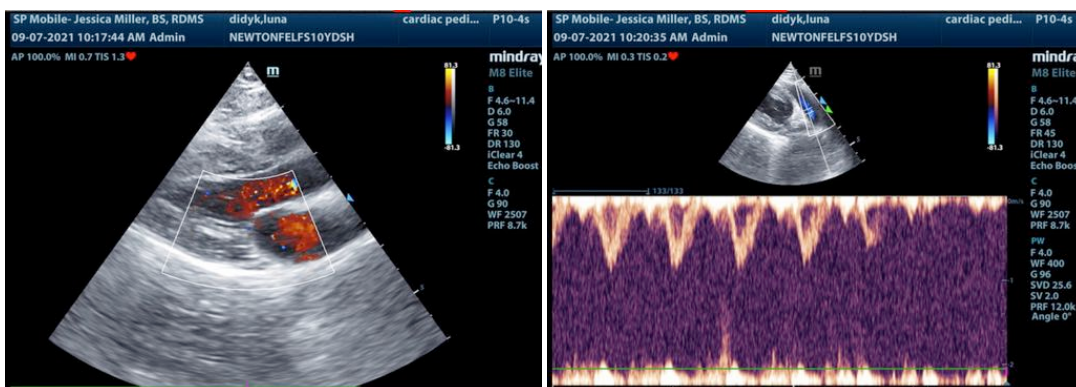 SP Mobile- Jessica Miller, BS, RDMS didyk,luna cardiac pedi... P10-4s
09-07-2021 10:17:44 AM Admin NEWTONFELFS10YDSH
AP 100.0% MI 0.7 TIS 1.3
mindray
M8 Elite
m
81.3
-81.3
B
F 4.6~11.4
D 6.0
G 58
FR 30
DR 130
iClear 4
Echo Boost
C
F 4.0
G 90
WF 2507
PRF 8.7k
5
SP Mobile- Jessica Miller, BS, RDMS didyk,luna cardiac pedi... P10-4s
09-07-2021 10:20:35 AM Admin NEWTONFELFS10YDSH
AP 100.0% MI 0.3 TIS 0.2
mindray
M8 Elite
m
81.3
-81.3
B
F 4.6~11.4
D 6.0
G 58
FR 45
DR 130
iClear 4
Echo Boost
C
F 4.0
G 90
WF 2507
PRF 8.7k
PW
F 4.0
WF 400
G 96
SVD 25.6
SV 2.0
PRF 12.0k
Angle 0°
5
133/133
0m/s
-1
-2